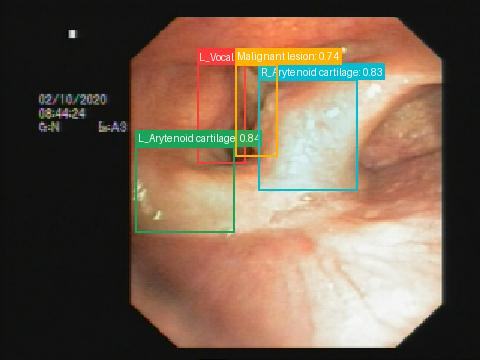 L_Vocal
Malignant lesion: 0.74
R_Arytenoid cartilage: 0.83
02/10/2020
08:44:24
L_Arytenoid cartilage: 0.84